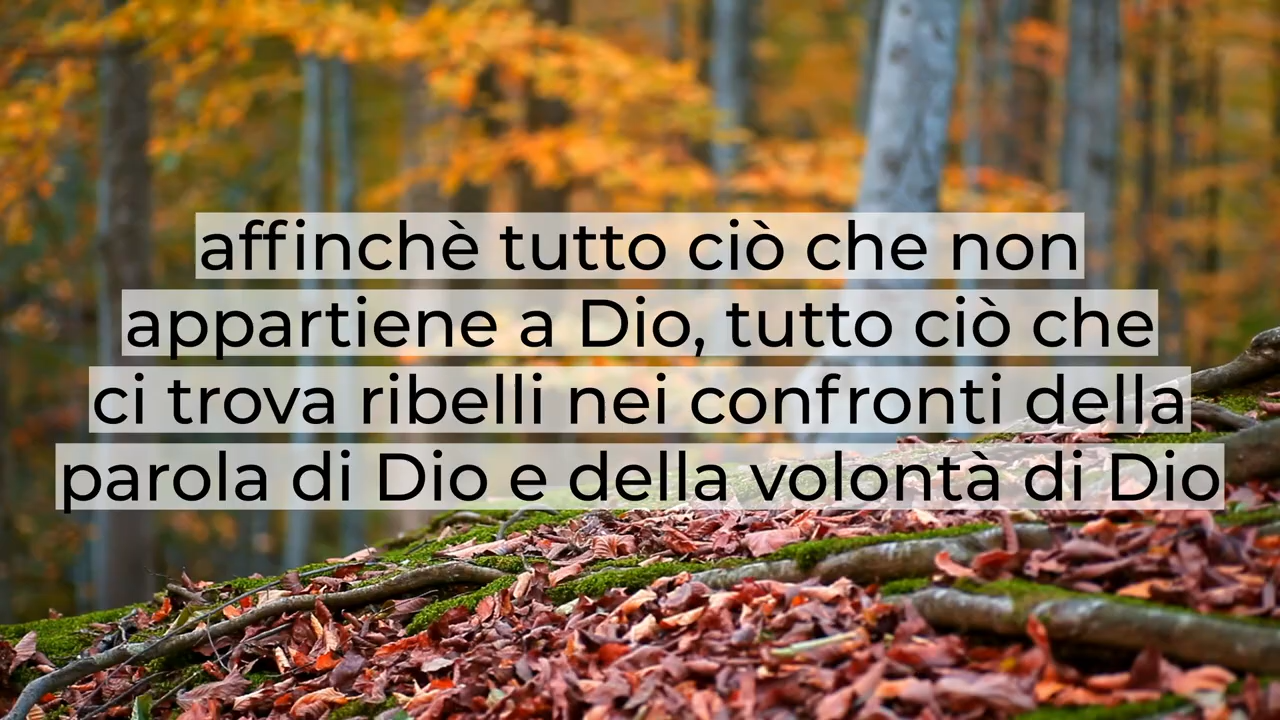 affinchè tutto ciò che non
appartiene a Dio, tutto ciò che
ci trova ribelli nei confronti della
parola di Dio e della volontà di Dio